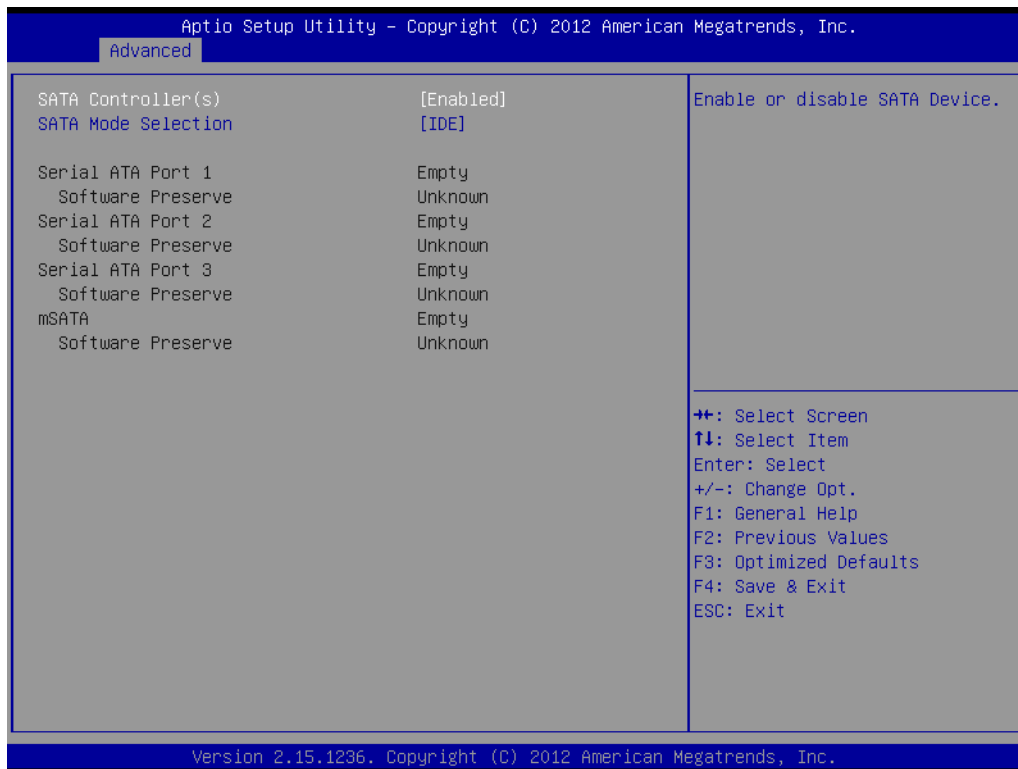 Aptio Setup Utility – Copyright (C) 2012 American Megatrends, Inc.
Advanced
SATA Controller(s) [Enabled]
SATA Mode Selection [IDE]
Serial ATA Port 1 Empty
Software Preserve Unknown
Serial ATA Port 2 Empty
Software Preserve Unknown
Serial ATA Port 3 Empty
Software Preserve Unknown
mSATA Empty
Software Preserve Unknown
Enable or disable SATA Device.
→←: Select Screen
↑↓: Select Item
Enter: Select
+/-: Change Opt.
F1: General Help
F2: Previous Values
F3: Optimized Defaults
F4: Save & Exit
ESC: Exit
Version 2.15.1236. Copyright (C) 2012 American Megatrends, Inc.